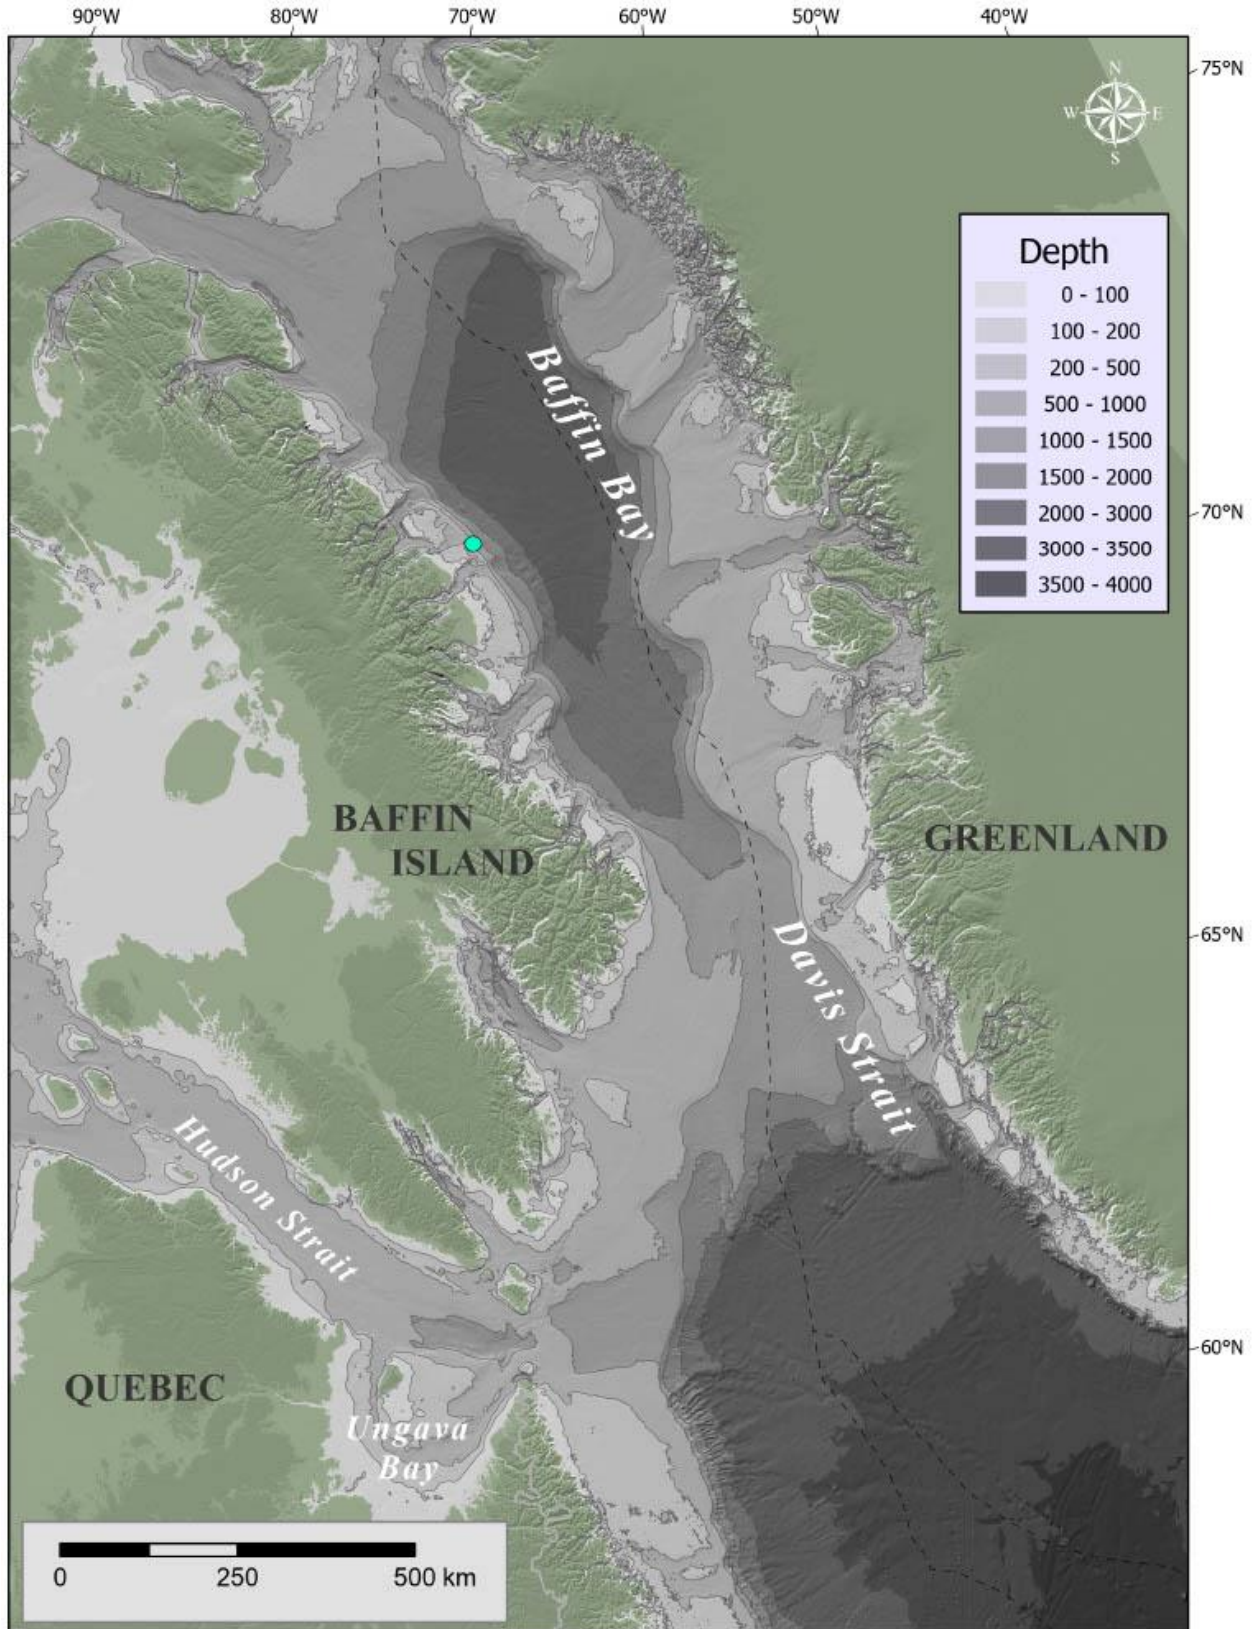 90°W 80°W 70°W 60°W 50°W 40°W
75°N
N
W E
S
Depth
0 - 100
100 - 200
200 - 500
500 - 1000
1000 - 1500
1500 - 2000
2000 - 3000
3000 - 3500
3500 - 4000
Baffin Bay
70°N
BAFFIN
ISLAND
GREENLAND
65°N
Davis Strait
Hudson Strait
60°N
QUEBEC
Ungava
Bay
0 250 500 km